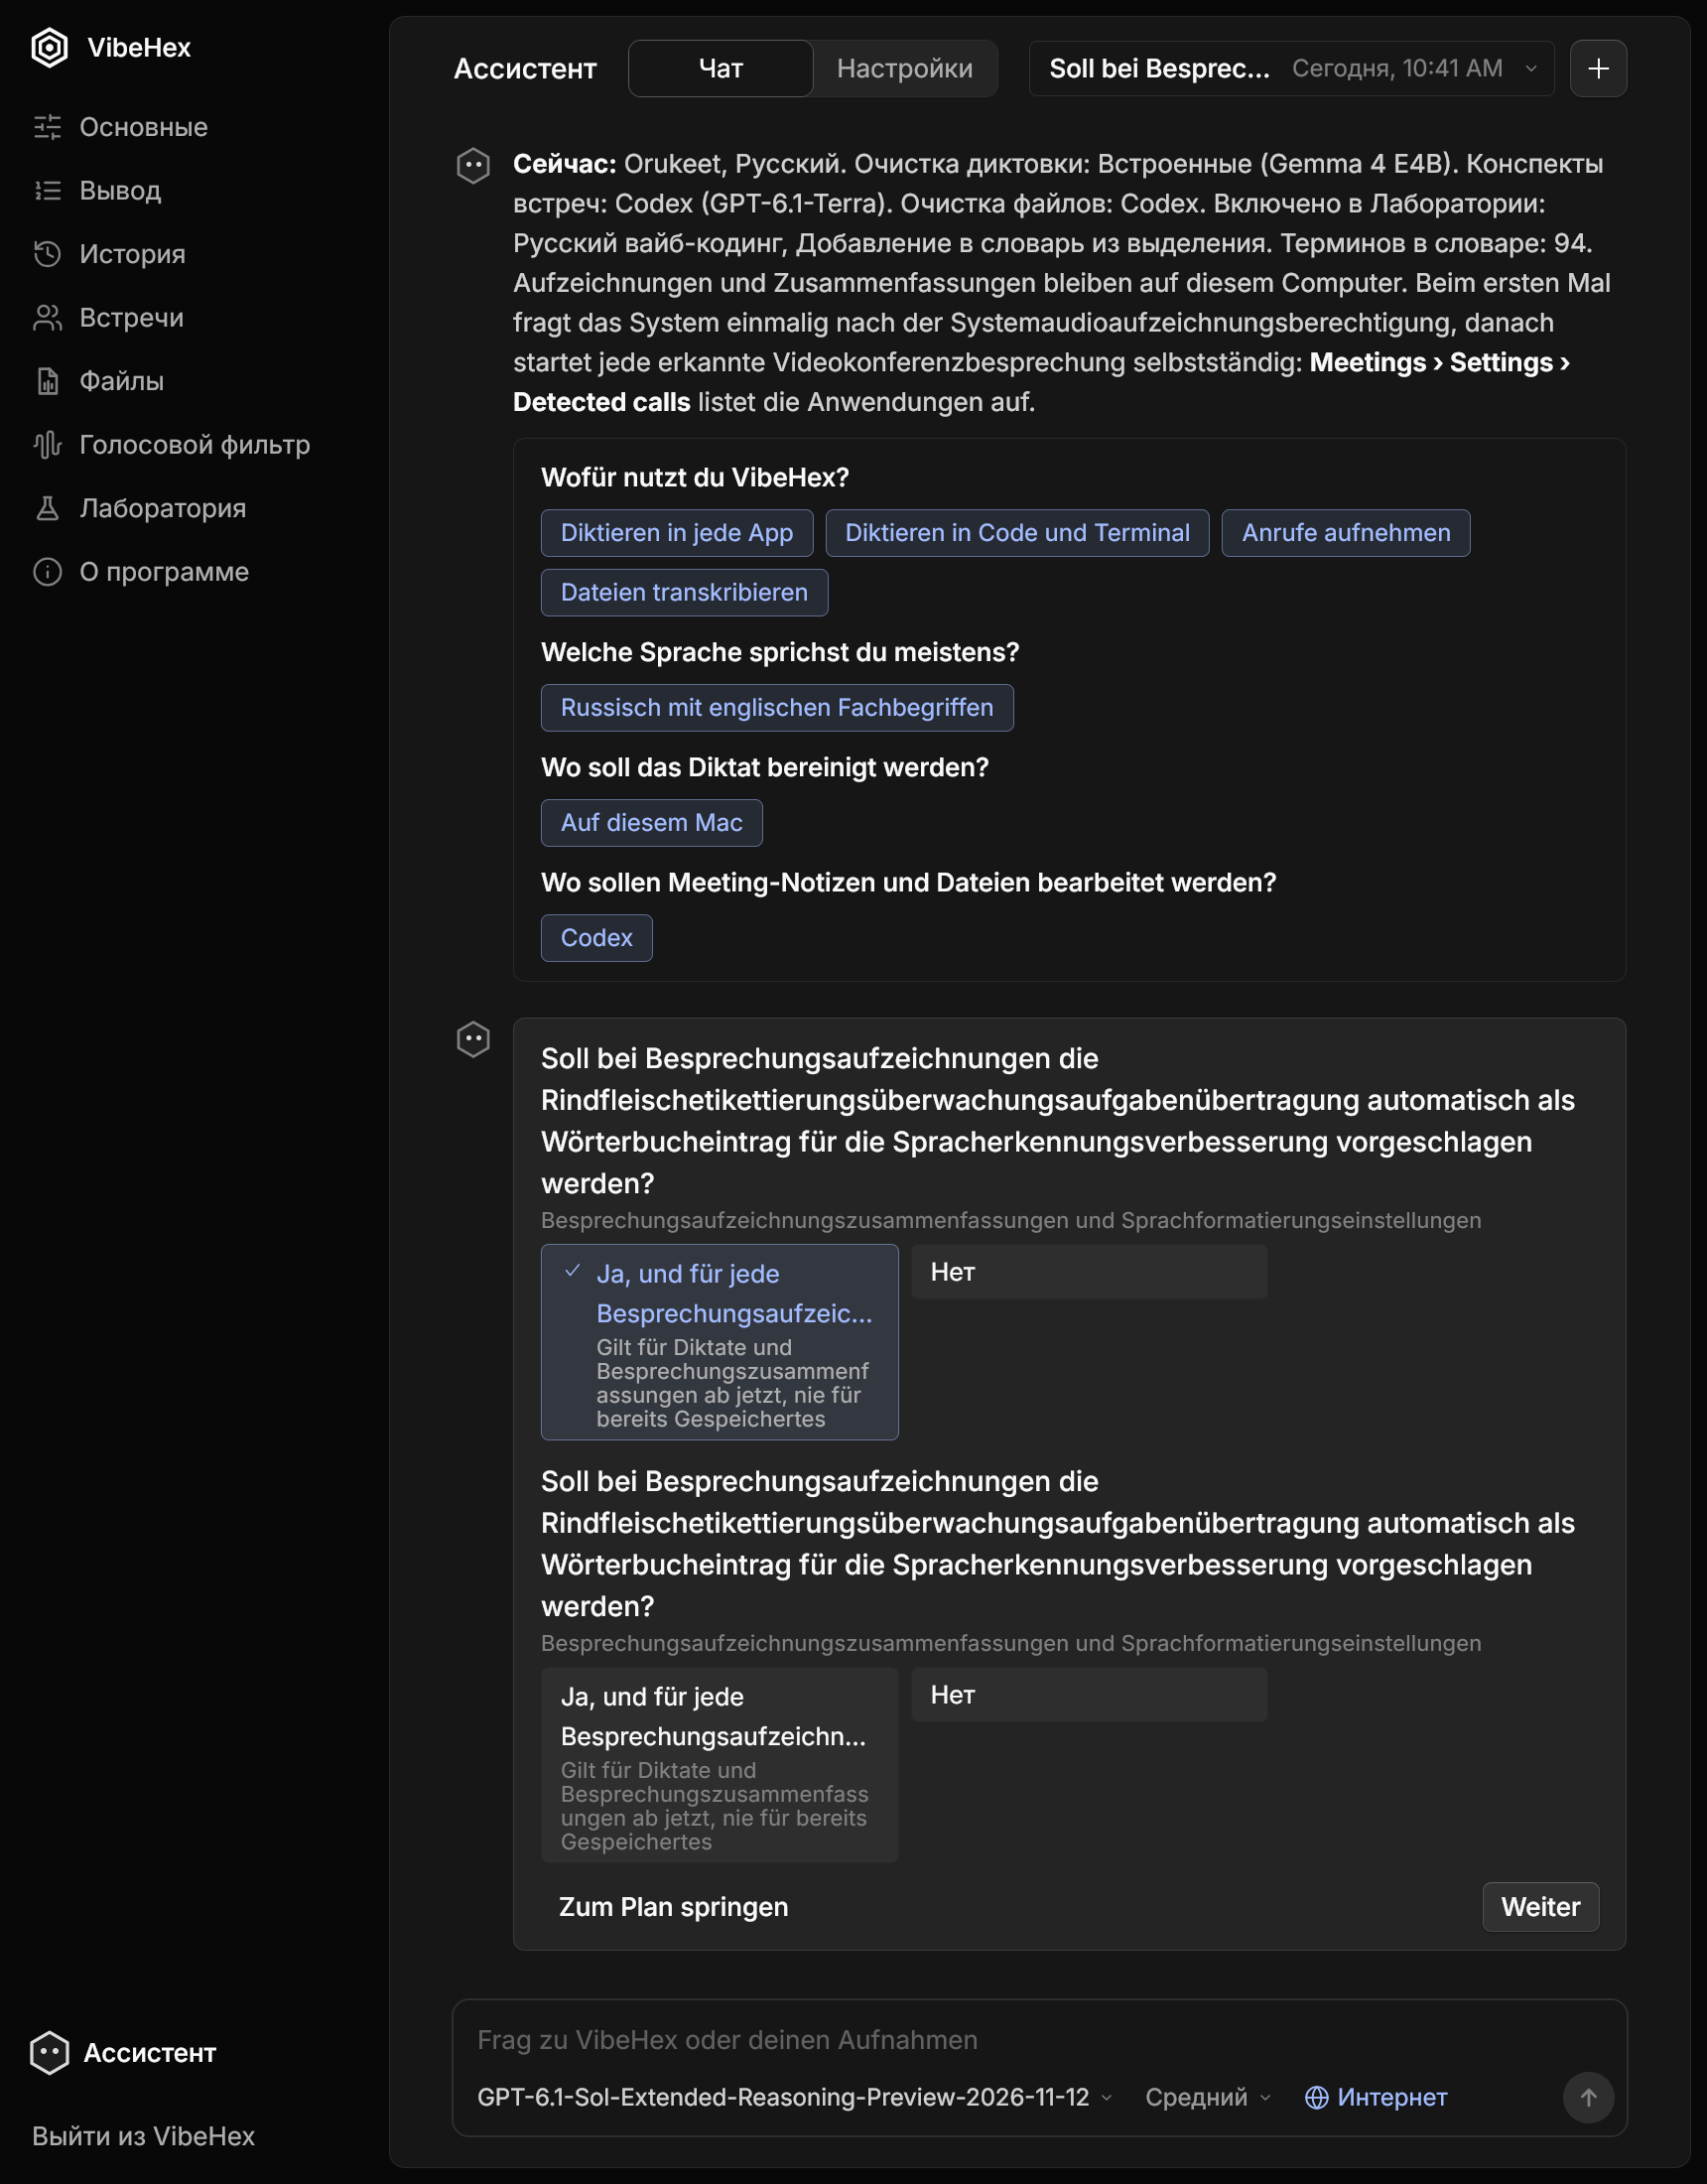 VibeHex
Основные
Вывод
История
Встречи
Файлы
Голосовой фильтр
Лаборатория
О программе
Ассистент
Чат
Настройки
Soll bei Besprec...
Сегодня, 10:41 AM
Сейчас: Orukeet, Русский. Очистка диктовки: Встроенные (Gemma 4 E4B). Конспекты
встреч: Codex (GPT-6.1-Terra). Очистка файлов: Codex. Включено в Лаборатории:
Русский вайб-кодинг, Добавление в словарь из выделения. Терминов в словаре: 94.
Aufzeichnungen und Zusammenfassungen bleiben auf diesem Computer. Beim ersten Mal
fragt das System einmalig nach der Systemaudioaufzeichnungsberechtigung, danach
startet jede erkannte Videokonferenzbesprechung selbstständig: Meetings › Settings ›
Detected calls listet die Anwendungen auf.
Wofür nutzt du VibeHex?
Diktieren in jede App
Diktieren in Code und Terminal
Anrufe aufnehmen
Dateien transkribieren
Welche Sprache sprichst du meistens?
Russisch mit englischen Fachbegriffen
Wo soll das Diktat bereinigt werden?
Auf diesem Mac
Wo sollen Meeting-Notizen und Dateien bearbeitet werden?
Codex
Soll bei Besprechungsaufzeichnungen die
Rindfleischetikettierungsüberwachungsaufgabenübertragung automatisch als
Wörterbucheintrag für die Spracherkennungsverbesserung vorgeschlagen
werden?
Besprechungsaufzeichnungszusammenfassungen und Sprachformatierungseinstellungen
Ja, und für jede
Besprechungsaufzeic...
Gilt für Diktate und
Besprechungszusammenf
assungen ab jetzt, nie für
bereits Gespeichertes
Нет
Soll bei Besprechungsaufzeichnungen die
Rindfleischetikettierungsüberwachungsaufgabenübertragung automatisch als
Wörterbucheintrag für die Spracherkennungsverbesserung vorgeschlagen
werden?
Besprechungsaufzeichnungszusammenfassungen und Sprachformatierungseinstellungen
Ja, und für jede
Besprechungsaufzeichn...
Gilt für Diktate und
Besprechungszusammenfass
ungen ab jetzt, nie für bereits
Gespeichertes
Нет
Zum Plan springen
Weiter
Frag zu VibeHex oder deinen Aufnahmen
GPT-6.1-Sol-Extended-Reasoning-Preview-2026-11-12
Средний
Интернет
Ассистент
Выйти из VibeHex